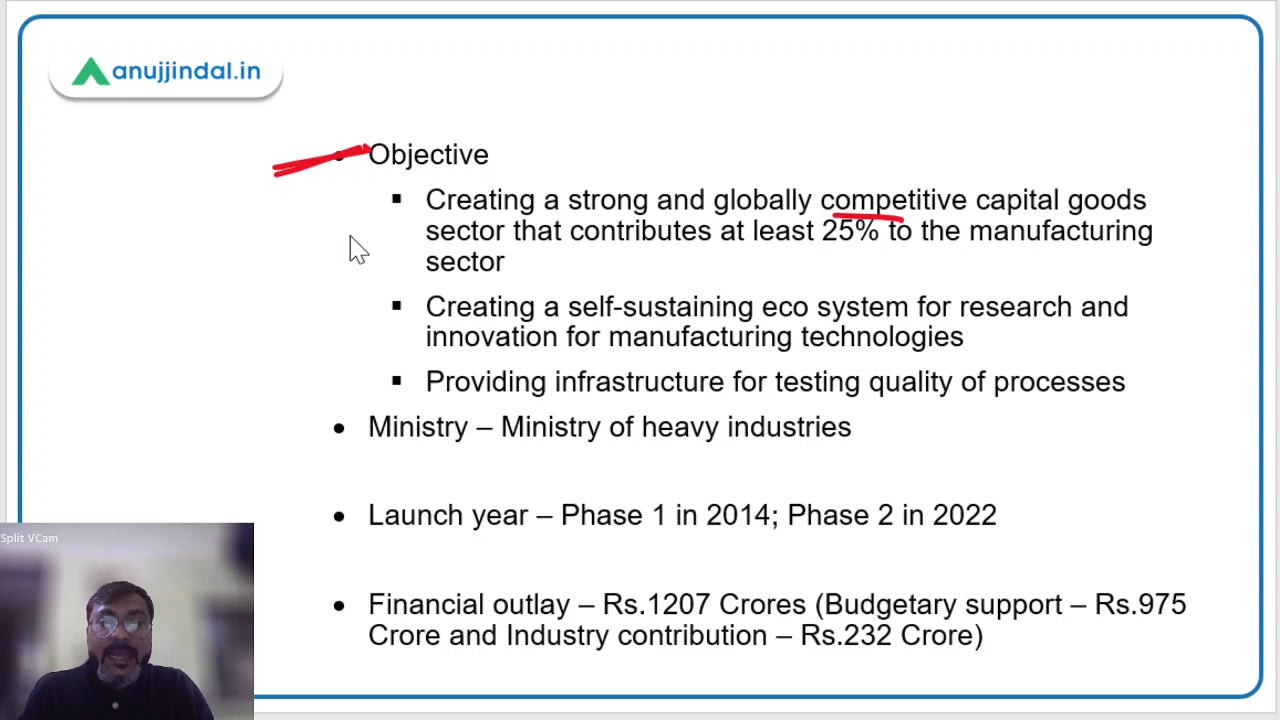 anujjindal.in
• Objective
▪ Creating a strong and globally competitive capital goods
sector that contributes at least 25% to the manufacturing
sector
▪ Creating a self-sustaining eco system for research and
innovation for manufacturing technologies
▪ Providing infrastructure for testing quality of processes
• Ministry – Ministry of heavy industries
• Launch year – Phase 1 in 2014; Phase 2 in 2022
• Financial outlay – Rs.1207 Crores (Budgetary support – Rs.975
Crore and Industry contribution – Rs.232 Crore)
Split VCam